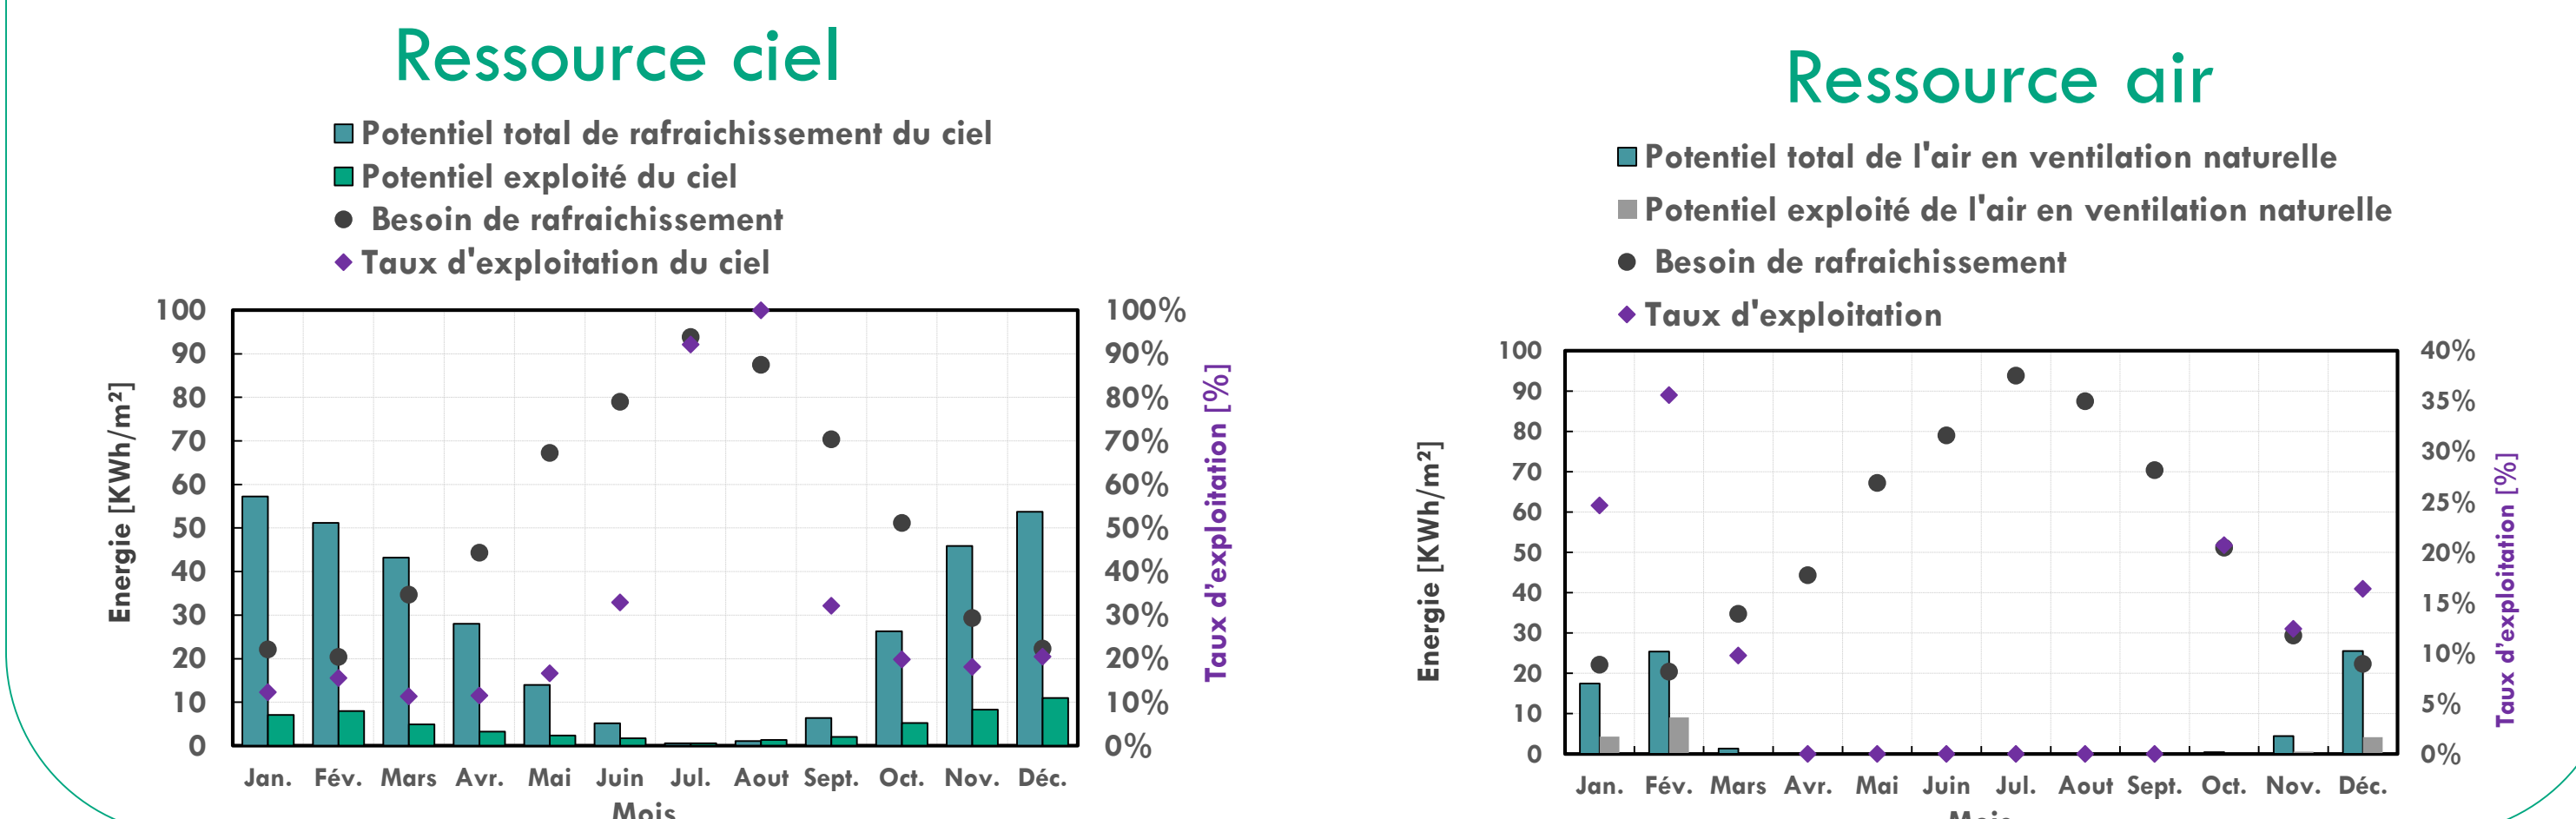 Ressource ciel
Potentiel total de rafraichissement du ciel
Potentiel exploité du ciel
Besoin de rafraichissement
Taux d'exploitation du ciel
100
90
80
70
60
50
40
30
20
10
0
Energie [KWh/m²]
100%
90%
80%
70%
60%
50%
40%
30%
20%
10%
0%
Taux d'exploitation [%]
Jan. Fév. Mars Avr. Mai Juin Jul. Aout Sept. Oct. Nov. Déc.
Mois
Ressource air
Potentiel total de l'air en ventilation naturelle
Potentiel exploité de l'air en ventilation naturelle
Besoin de rafraichissement
Taux d'exploitation
100
90
80
70
60
50
40
30
20
10
0
Energie [KWh/m²]
40%
35%
30%
25%
20%
15%
10%
5%
0%
Taux d'exploitation [%]
Jan. Fév. Mars Avr. Mai Juin Jul. Aout Sept. Oct. Nov. Déc.
Mois